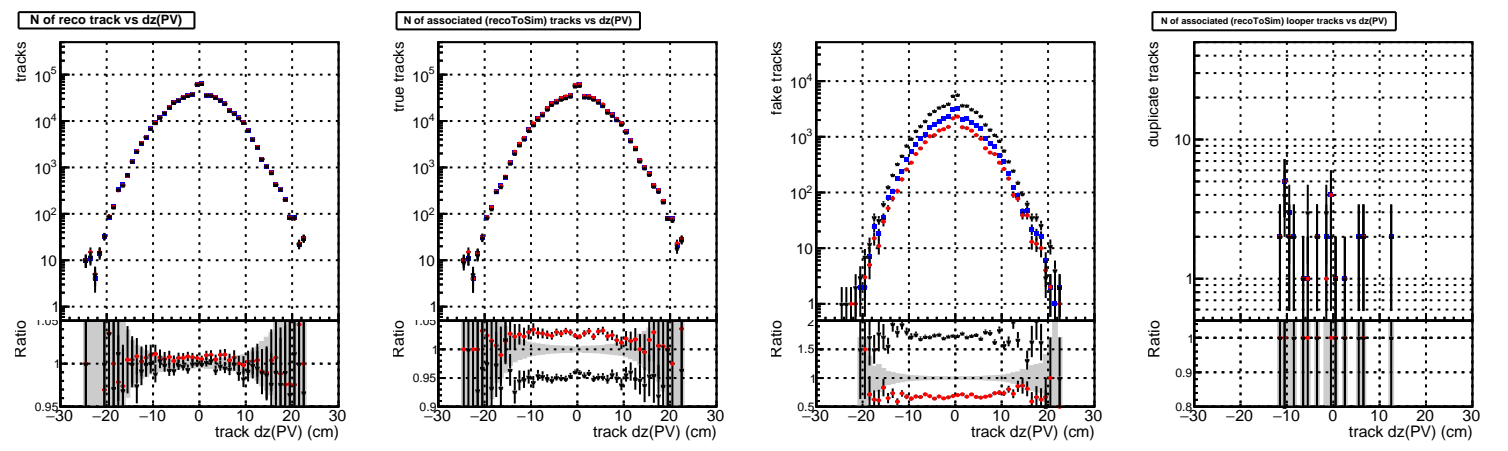 N of reco track vs dz(PV)
tracks
10^5
10^4
10^3
10^2
10
1
Ratio
1.05
1
0.95
−30 −20 −10 0 10 20 30
track dz(PV) (cm)
N of associated (recoToSim) tracks vs dz(PV)
true tracks
10^5
10^4
10^3
10^2
10
1
Ratio
1.05
1
0.95
0.9
−30 −20 −10 0 10 20 30
track dz(PV) (cm)
fake tracks
10^4
10^3
10^2
10
1
Ratio
2
1.5
1
0.5
−30 −20 −10 0 10 20 30
track dz(PV) (cm)
N of associated (recoToSim) looper tracks vs dz(PV)
duplicate tracks
10
1
Ratio
1
0.9
0.8
−30 −20 −10 0 10 20 30
track dz(PV) (cm)